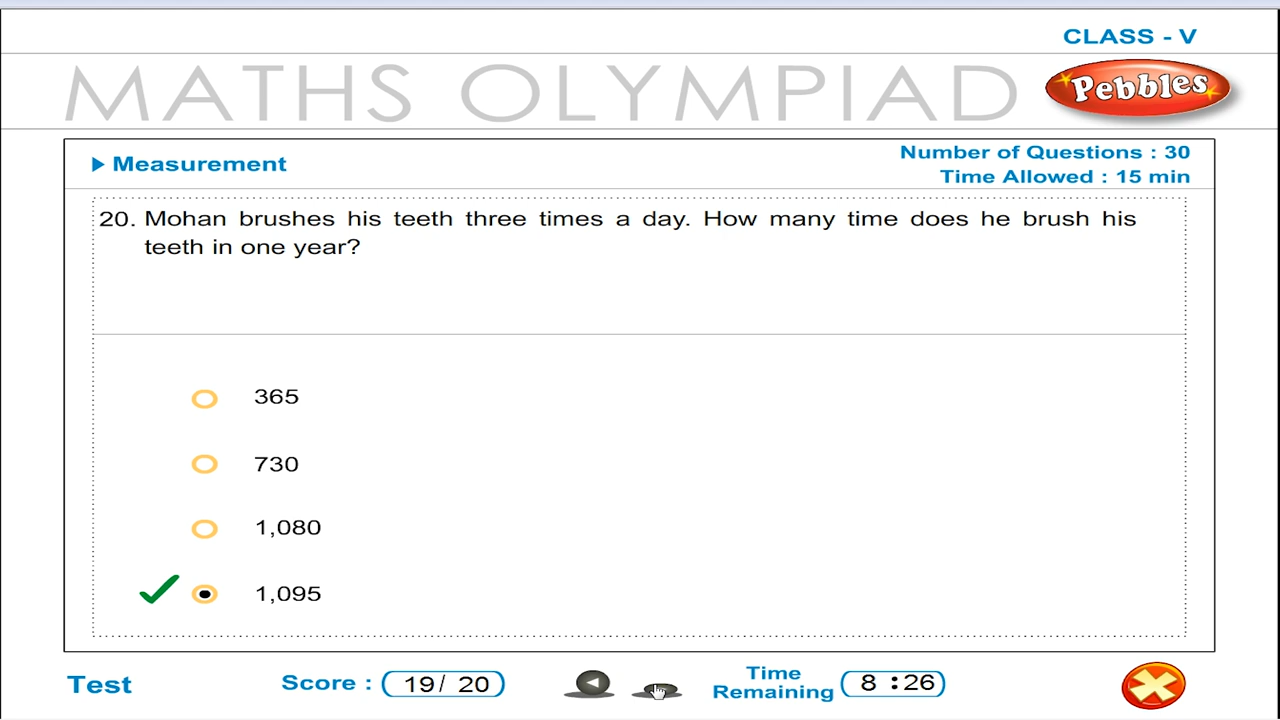 CLASS - V
MATHS OLYMPIAD
Pebbles
Measurement
Number of Questions : 30
Time Allowed : 15 min
20. Mohan brushes his teeth three times a day. How many time does he brush his
teeth in one year?
365
730
1,080
1,095
Test
Score : 19/ 20
Time
Remaining
8 : 26